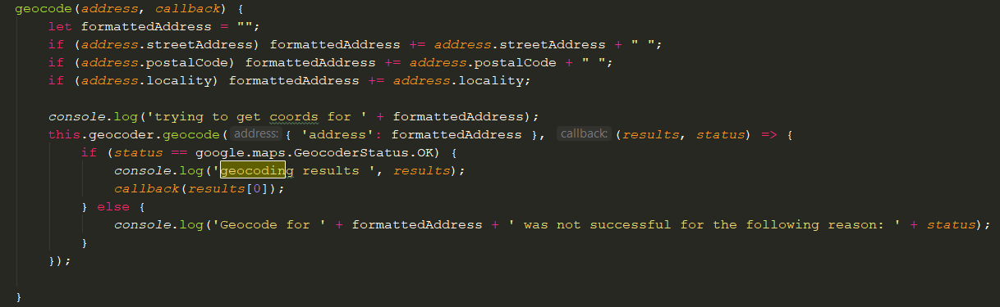 geocode(address, callback) {
let formattedAddress = "";
if (address.streetAddress) formattedAddress += address.streetAddress + " ";
if (address.postalCode) formattedAddress += address.postalCode + " ";
if (address.locality) formattedAddress += address.locality;
console.log('trying to get coords for ' + formattedAddress);
this.geocoder.geocode( address: { 'address': formattedAddress }, callback: (results, status) => {
if (status == google.maps.GeocoderStatus.OK) {
console.log('geocoding results ', results);
callback(results[0]);
} else {
console.log('Geocode for ' + formattedAddress + ' was not successful for the following reason: ' + status);
}
});
}